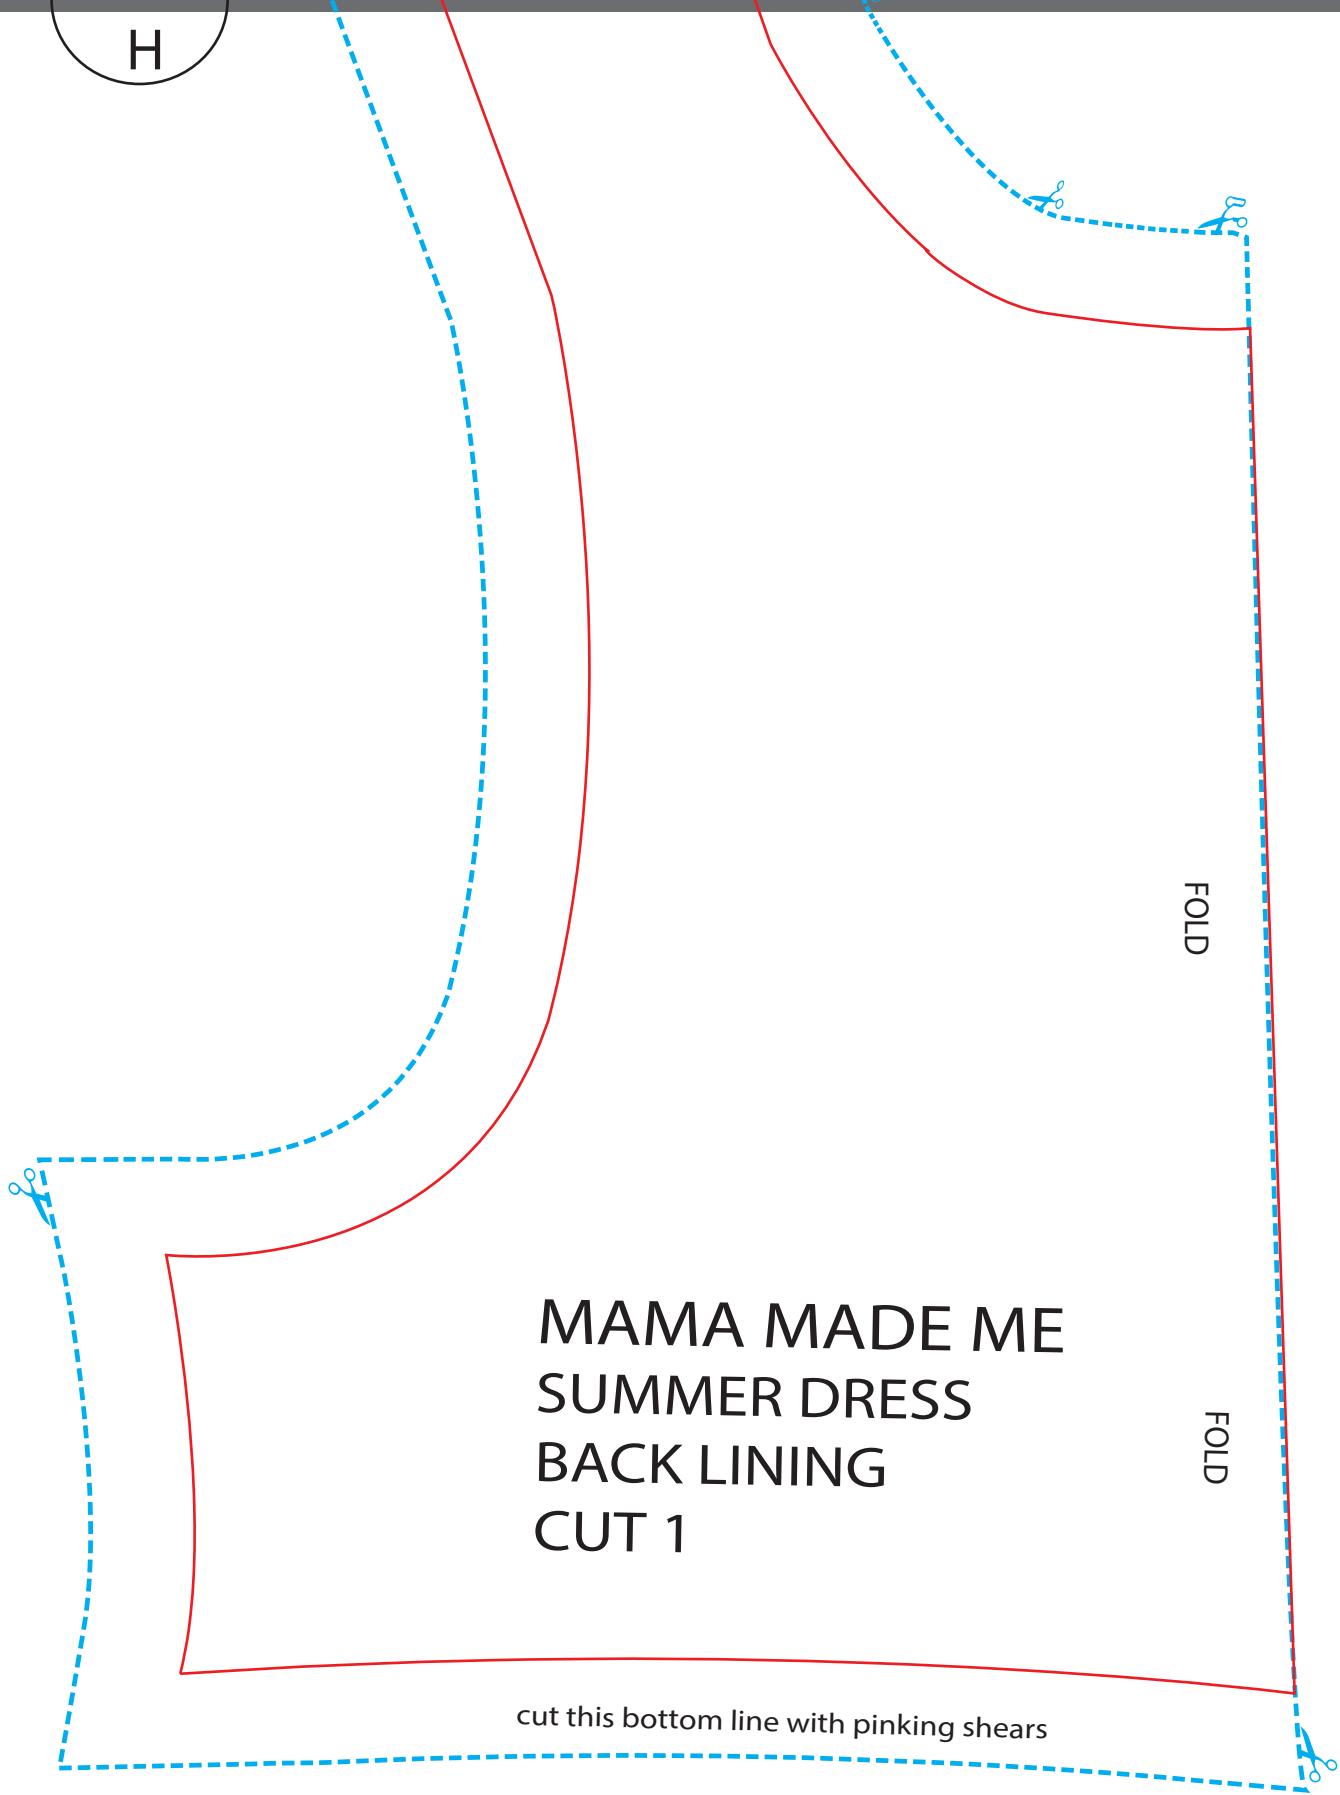 H
FOLD
MAMA MADE ME
SUMMER DRESS
BACK LINING
CUT 1
FOLD
cut this bottom line with pinking shears